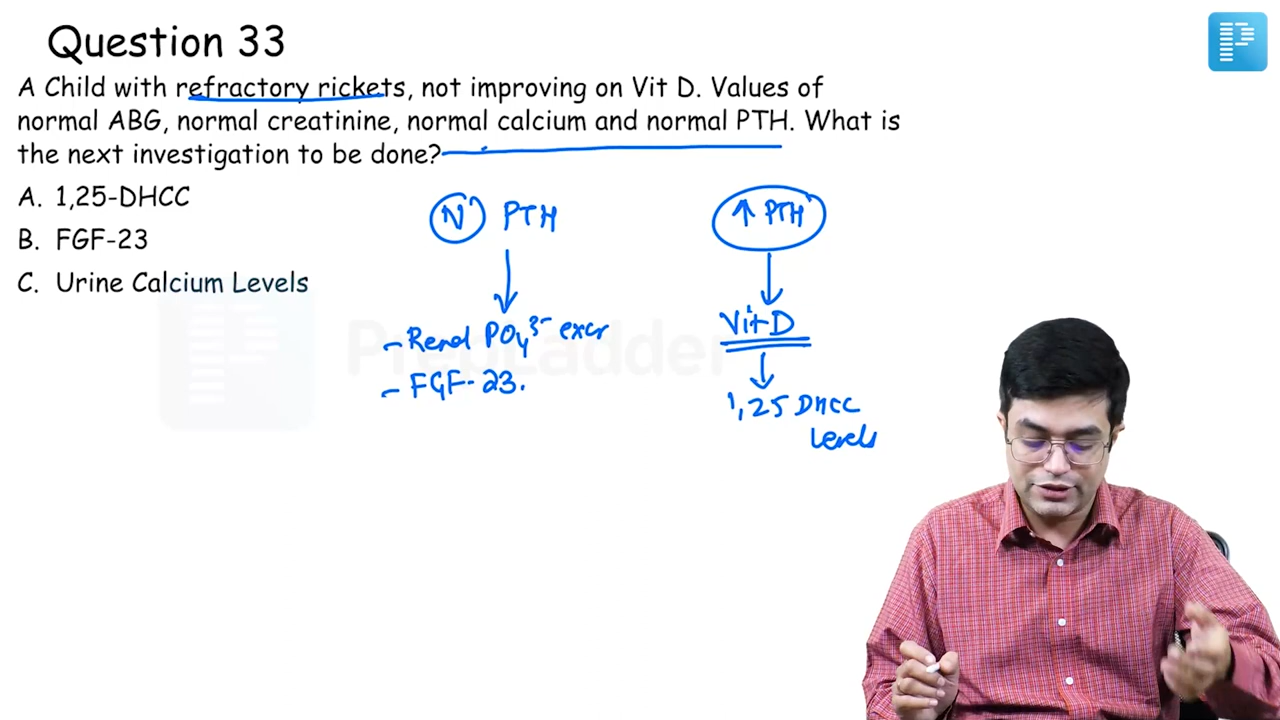 Question 33
A Child with refractory rickets, not improving on Vit D. Values of
normal ABG, normal creatinine, normal calcium and normal PTH. What is
the next investigation to be done?
A. 1,25-DHCC
B. FGF-23
C. Urine Calcium Levels
N PTH
- Renal PO4 3- excr
- FGF-23.
↑ PTH
Vit D
1,25 DHCC
Levels
PrepLadder